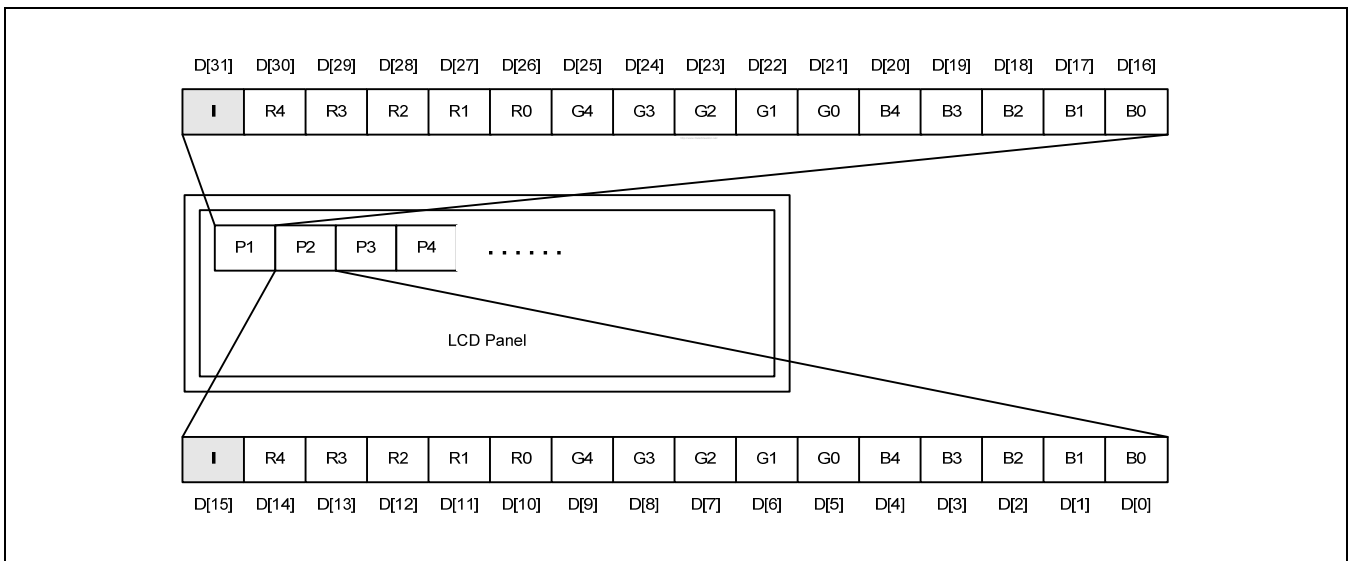 D[31] D[30] D[29] D[28] D[27] D[26] D[25] D[24] D[23] D[22] D[21] D[20] D[19] D[18] D[17] D[16]
I R4 R3 R2 R1 R0 G4 G3 G2 G1 G0 B4 B3 B2 B1 B0
P1 P2 P3 P4 ......
LCD Panel
I R4 R3 R2 R1 R0 G4 G3 G2 G1 G0 B4 B3 B2 B1 B0
D[15] D[14] D[13] D[12] D[11] D[10] D[9] D[8] D[7] D[6] D[5] D[4] D[3] D[2] D[1] D[0]